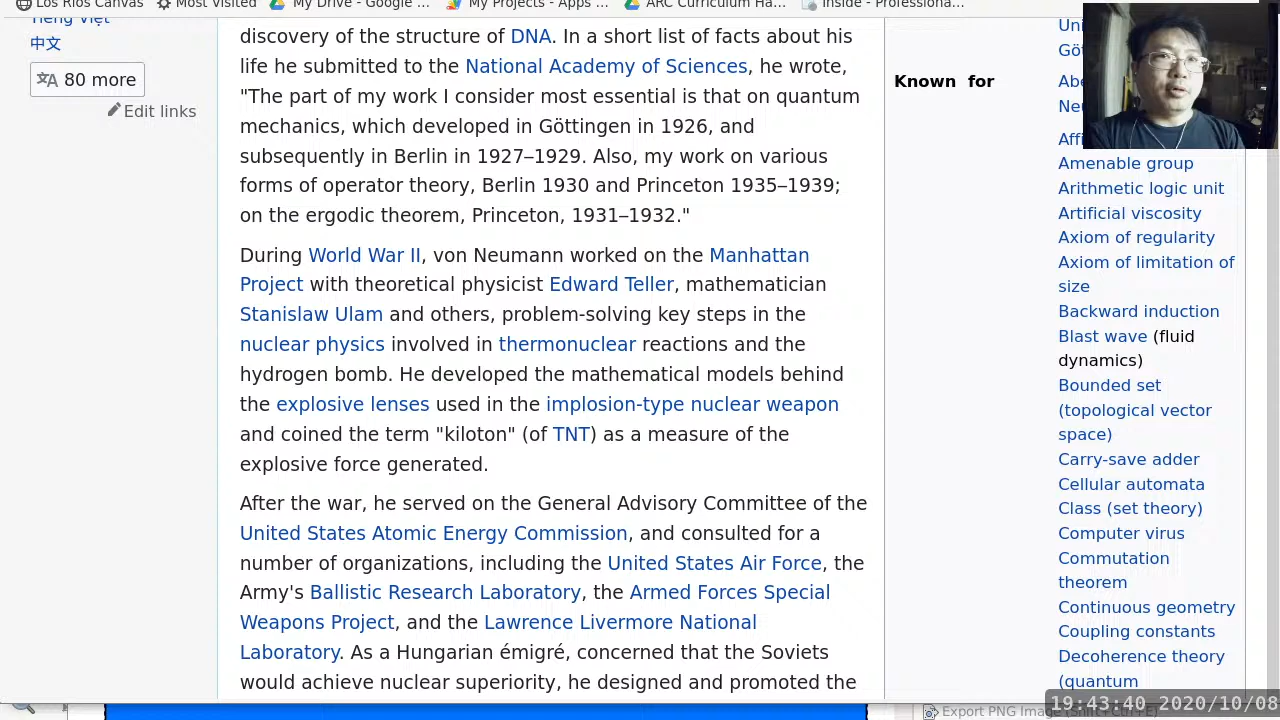 Los Rios Canvas
Most Visited
My Drive - Google ...
My Projects - Apps ...
ARC Curriculum Ha...
Inside - Professiona...
Tiếng Việt
中文
80 more
Edit links
discovery of the structure of DNA. In a short list of facts about his
life he submitted to the National Academy of Sciences, he wrote,
"The part of my work I consider most essential is that on quantum
mechanics, which developed in Göttingen in 1926, and
subsequently in Berlin in 1927–1929. Also, my work on various
forms of operator theory, Berlin 1930 and Princeton 1935–1939;
on the ergodic theorem, Princeton, 1931–1932."
During World War II, von Neumann worked on the Manhattan
Project with theoretical physicist Edward Teller, mathematician
Stanislaw Ulam and others, problem-solving key steps in the
nuclear physics involved in thermonuclear reactions and the
hydrogen bomb. He developed the mathematical models behind
the explosive lenses used in the implosion-type nuclear weapon
and coined the term "kiloton" (of TNT) as a measure of the
explosive force generated.
After the war, he served on the General Advisory Committee of the
United States Atomic Energy Commission, and consulted for a
number of organizations, including the United States Air Force, the
Army's Ballistic Research Laboratory, the Armed Forces Special
Weapons Project, and the Lawrence Livermore National
Laboratory. As a Hungarian émigré, concerned that the Soviets
would achieve nuclear superiority, he designed and promoted the
Known for
Uni
Göt
Abe
Neu
Affi
Amenable group
Arithmetic logic unit
Artificial viscosity
Axiom of regularity
Axiom of limitation of
size
Backward induction
Blast wave (fluid
dynamics)
Bounded set
(topological vector
space)
Carry-save adder
Cellular automata
Class (set theory)
Computer virus
Commutation
theorem
Continuous geometry
Coupling constants
Decoherence theory
(quantum
19:43:40 2020/10/08
Export PNG Image